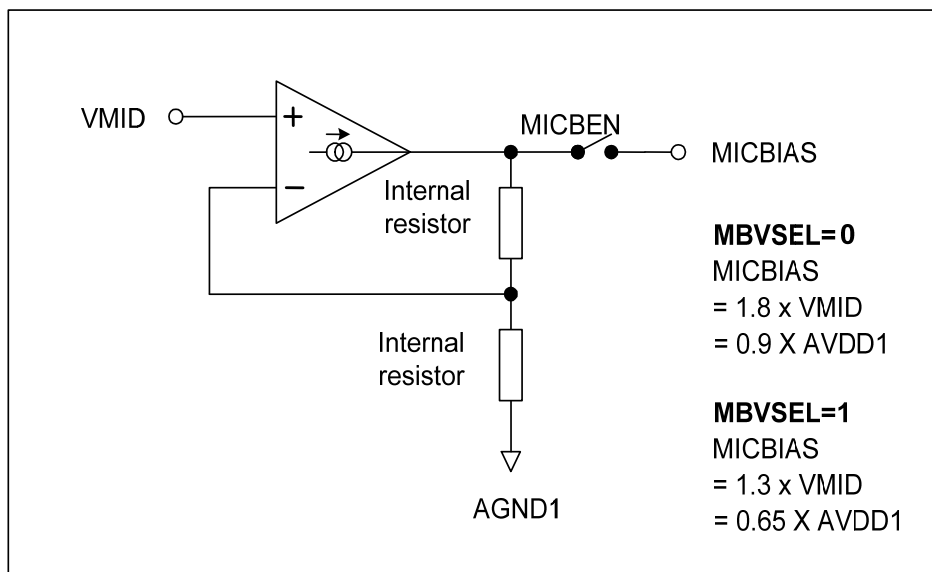 VMID
+
−
MICBEN
MICBIAS
Internal
resistor
Internal
resistor
AGND1
MBVSEL=0
MICBIAS
= 1.8 x VMID
= 0.9 X AVDD1
MBVSEL=1
MICBIAS
= 1.3 x VMID
= 0.65 X AVDD1